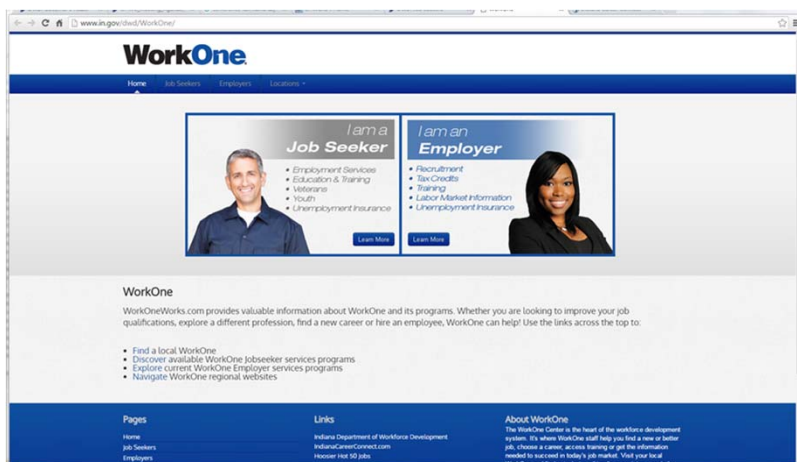 www.in.gov/dwd/WorkOne/
WorkOne
Home Job Seekers Employers Locations
I am a
Job Seeker
• Employment Services
• Education & Training
• Veterans
• Youth
• Unemployment Insurance
Learn More
I am an
Employer
• Recruitment
• Tax Credits
• Training
• Labor Market Information
• Unemployment Insurance
Learn More
WorkOne
WorkOneWorks.com provides valuable information about WorkOne and its programs. Whether you are looking to improve your job
qualifications, explore a different profession, find a new career or hire an employee, WorkOne can help! Use the links across the top to:
• Find a local WorkOne
• Discover available WorkOne Jobseeker services programs
• Explore current WorkOne Employer services programs
• Navigate WorkOne regional websites
Pages
Home
Job Seekers
Employers
Links
Indiana Department of Workforce Development
IndianaCareerConnect.com
Hoosier Hot 50 Jobs
About WorkOne
The WorkOne Center is the heart of the workforce development
system. It's where WorkOne staff help you find a new or better
job, choose a career, access training or get the information
needed to succeed in today's job market. Visit your local